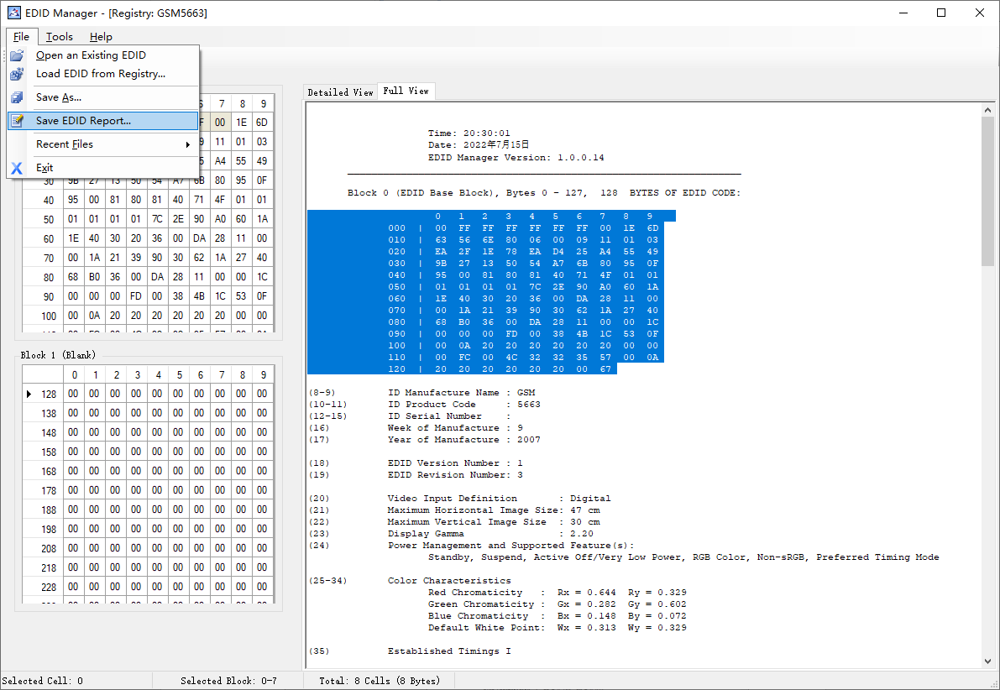 EDID Manager - [Registry: GSM5663]
File Tools Help
Open an Existing EDID
Load EDID from Registry...
Save As...
Save EDID Report...
Recent Files
Exit
7 8 9
00 1E 6D
11 01 03
A4 55 49
30 9B 27 13 50 54 A7 6B 80 95 0F
40 95 00 81 80 81 40 71 4F 01 01
50 01 01 01 01 7C 2E 90 A0 60 1A
60 1E 40 30 20 36 00 DA 28 11 00
70 00 1A 21 39 90 30 62 1A 27 40
80 68 B0 36 00 DA 28 11 00 00 1C
90 00 00 00 FD 00 38 4B 1C 53 0F
100 00 0A 20 20 20 20 20 20 00 00
Block 1 (Blank)
0 1 2 3 4 5 6 7 8 9
128 00 00 00 00 00 00 00 00 00 00
138 00 00 00 00 00 00 00 00 00 00
148 00 00 00 00 00 00 00 00 00 00
158 00 00 00 00 00 00 00 00 00 00
168 00 00 00 00 00 00 00 00 00 00
178 00 00 00 00 00 00 00 00 00 00
188 00 00 00 00 00 00 00 00 00 00
198 00 00 00 00 00 00 00 00 00 00
208 00 00 00 00 00 00 00 00 00 00
218 00 00 00 00 00 00 00 00 00 00
228 00 00 00 00 00 00 00 00 00 00
Detailed View Full View
Time: 20:30:01
Date: 2022年7月15日
EDID Manager Version: 1.0.0.14
Block 0 (EDID Base Block), Bytes 0 - 127, 128 BYTES OF EDID CODE:
0 1 2 3 4 5 6 7 8 9
000 | 00 FF FF FF FF FF FF 00 1E 6D
010 | 63 56 6E 80 06 00 09 11 01 03
020 | EA 2F 1E 78 EA D4 25 A4 55 49
030 | 9B 27 13 50 54 A7 6B 80 95 0F
040 | 95 00 81 80 81 40 71 4F 01 01
050 | 01 01 01 01 7C 2E 90 A0 60 1A
060 | 1E 40 30 20 36 00 DA 28 11 00
070 | 00 1A 21 39 90 30 62 1A 27 40
080 | 68 B0 36 00 DA 28 11 00 00 1C
090 | 00 00 00 FD 00 38 4B 1C 53 0F
100 | 00 0A 20 20 20 20 20 20 00 00
110 | 00 FC 00 4C 32 32 35 57 00 0A
120 | 20 20 20 20 20 20 00 67
(8-9) ID Manufacture Name : GSM
(10-11) ID Product Code : 5663
(12-15) ID Serial Number :
(16) Week of Manufacture : 9
(17) Year of Manufacture : 2007
(18) EDID Version Number : 1
(19) EDID Revision Number: 3
(20) Video Input Definition : Digital
(21) Maximum Horizontal Image Size: 47 cm
(22) Maximum Vertical Image Size : 30 cm
(23) Display Gamma : 2.20
(24) Power Management and Supported Feature(s):
Standby, Suspend, Active Off/Very Low Power, RGB Color, Non-sRGB, Preferred Timing Mode
(25-34) Color Characteristics
Red Chromaticity : Rx = 0.644 Ry = 0.329
Green Chromaticity : Gx = 0.282 Gy = 0.602
Blue Chromaticity : Bx = 0.148 By = 0.072
Default White Point: Wx = 0.313 Wy = 0.329
(35) Established Timings I
Selected Cell: 0 Selected Block: 0-7 Total: 8 Cells (8 Bytes)